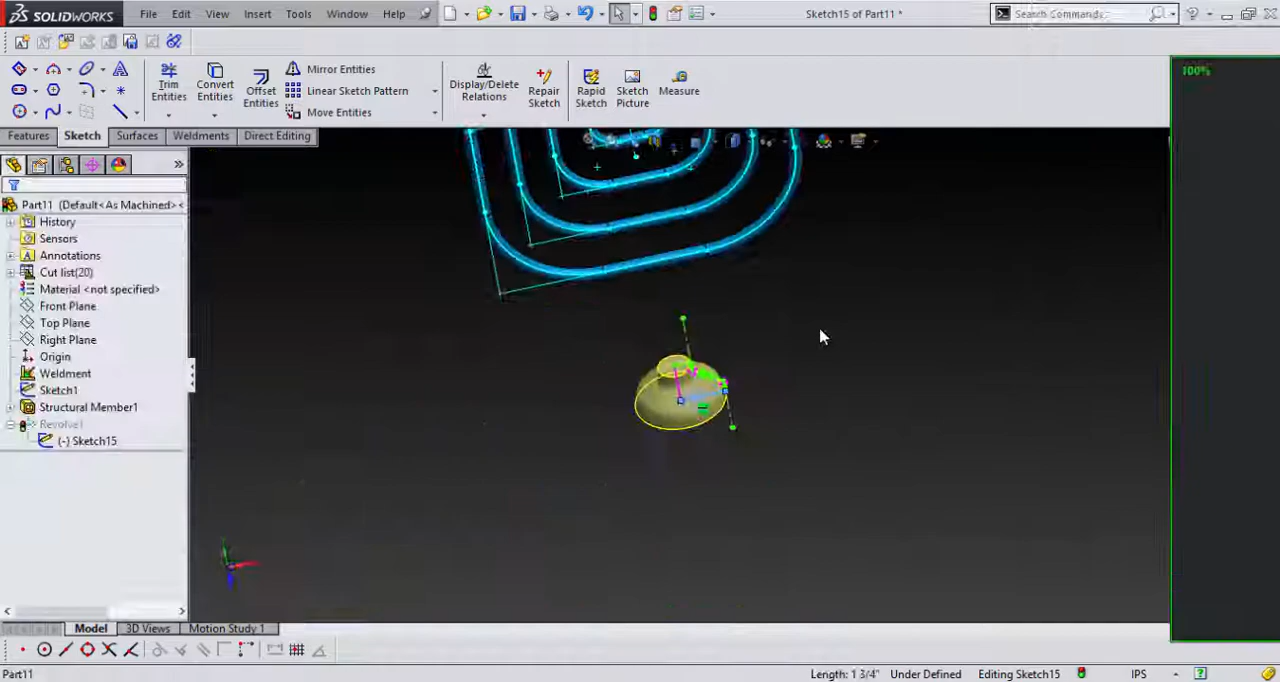 SOLIDWORKS File Edit View Insert Tools Window Help Sketch15 of Part11 * Search Commands
Trim Entities
Convert Entities
Offset Entities
Mirror Entities
Linear Sketch Pattern
Move Entities
Display/Delete Relations
Repair Sketch
Rapid Sketch
Sketch Picture
Measure
100%
Features Sketch Surfaces Weldments Direct Editing
Part11 (Default<As Machined><
History
Sensors
Annotations
Cut list(20)
Material <not specified>
Front Plane
Top Plane
Right Plane
Origin
Weldment
Sketch1
Structural Member1
Revolve1
(-) Sketch15
Model 3D Views Motion Study 1
Part11 Length: 1 3/4" Under Defined Editing Sketch15 IPS